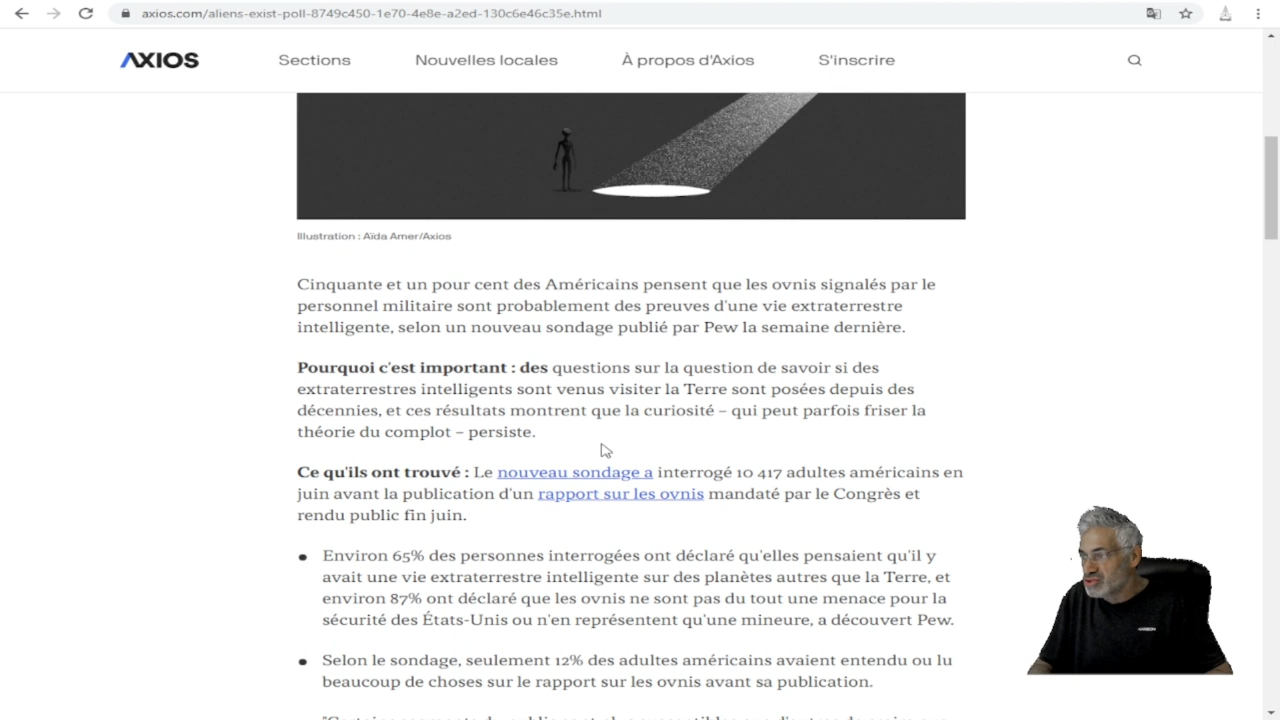 axios.com/aliens-exist-poll-8749c450-1e70-4e8e-a2ed-130c6e46c35e.html
AXIOS
Sections
Nouvelles locales
À propos d'Axios
S'inscrire
Illustration : Aïda Amer/Axios
Cinquante et un pour cent des Américains pensent que les ovnis signalés par le
personnel militaire sont probablement des preuves d'une vie extraterrestre
intelligente, selon un nouveau sondage publié par Pew la semaine dernière.
Pourquoi c'est important : des questions sur la question de savoir si des
extraterrestres intelligents sont venus visiter la Terre sont posées depuis des
décennies, et ces résultats montrent que la curiosité – qui peut parfois friser la
théorie du complot – persiste.
Ce qu'ils ont trouvé : Le nouveau sondage a interrogé 10 417 adultes américains en
juin avant la publication d'un rapport sur les ovnis mandaté par le Congrès et
rendu public fin juin.
Environ 65% des personnes interrogées ont déclaré qu'elles pensaient qu'il y
avait une vie extraterrestre intelligente sur des planètes autres que la Terre, et
environ 87% ont déclaré que les ovnis ne sont pas du tout une menace pour la
sécurité des États-Unis ou n'en représentent qu'une mineure, a découvert Pew.
Selon le sondage, seulement 12% des adultes américains avaient entendu ou lu
beaucoup de choses sur le rapport sur les ovnis avant sa publication.